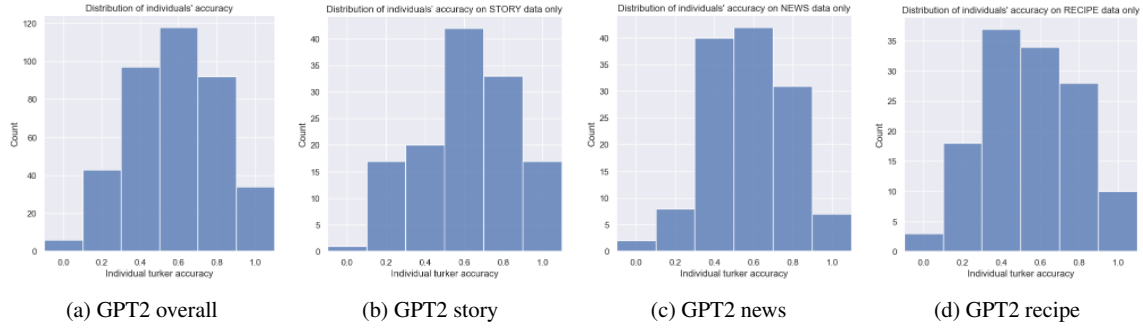 Distribution of individuals' accuracy
120
100
80
60
40
20
0
Count
0.0 0.2 0.4 0.6 0.8 1.0
Individual turker accuracy
(a) GPT2 overall
Distribution of individuals' accuracy on STORY data only
40
35
30
25
20
15
10
5
0
Count
0.0 0.2 0.4 0.6 0.8 1.0
Individual turker accuracy
(b) GPT2 story
Distribution of individuals' accuracy on NEWS data only
40
30
20
10
0
Count
0.0 0.2 0.4 0.6 0.8 1.0
Individual turker accuracy
(c) GPT2 news
Distribution of individuals' accuracy on RECIPE data only
35
30
25
20
15
10
5
0
Count
0.0 0.2 0.4 0.6 0.8 1.0
Individual turker accuracy
(d) GPT2 recipe